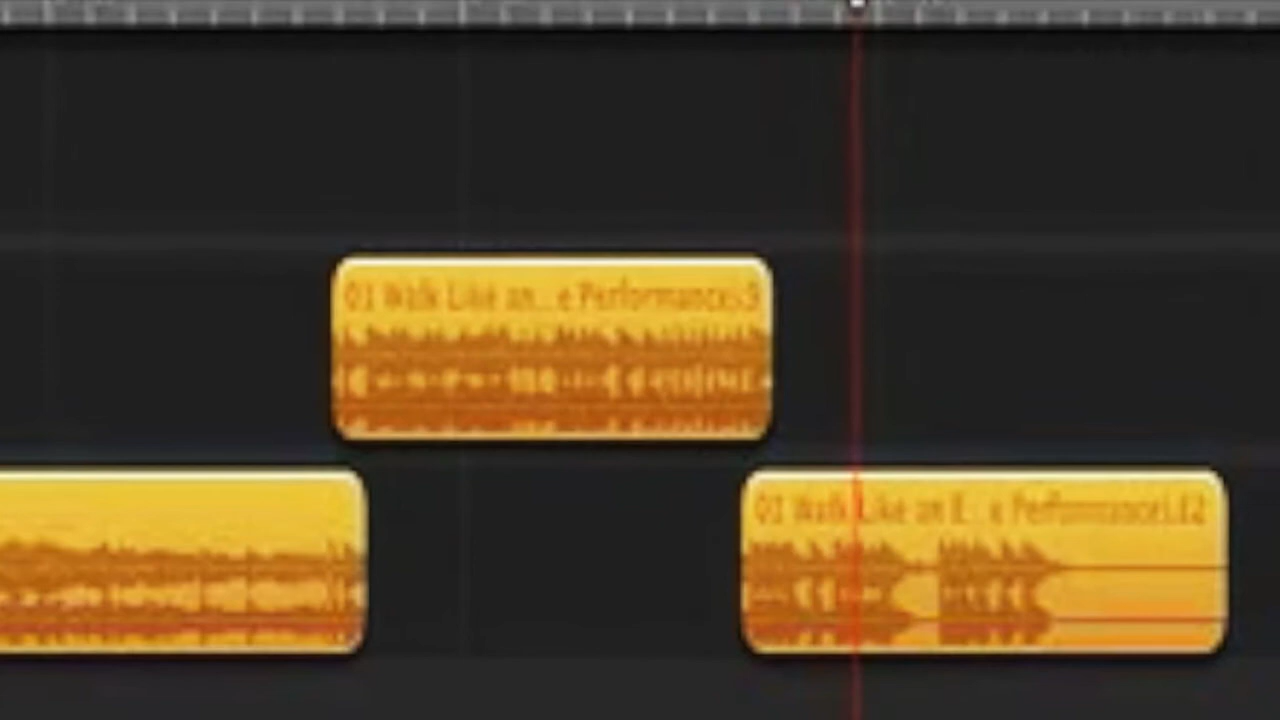 01 Walk Like an...e Performance).3
01 Walk Like an E...e Performance).12